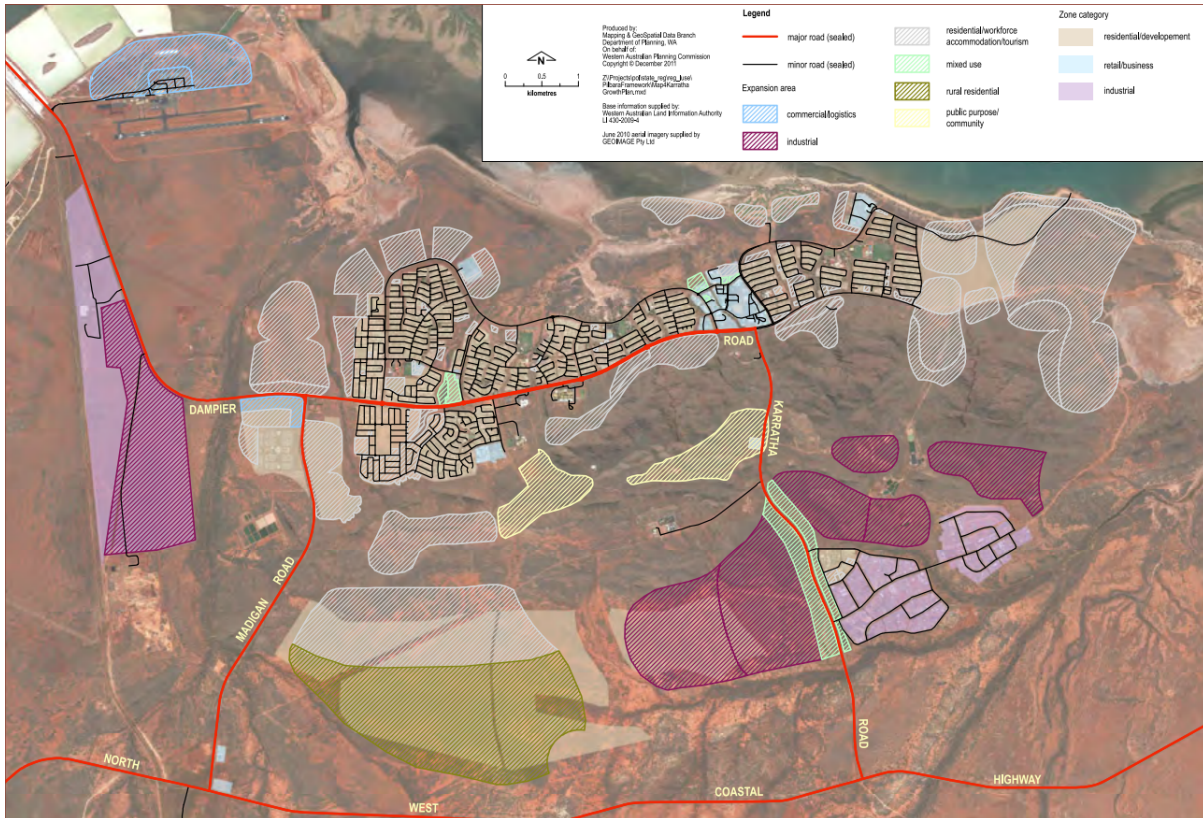 N
0 0.5 1
kilometres
Produced by:
Mapping & GeoSpatial Data Branch
Department of Planning, WA
On behalf of:
Western Australian Planning Commission
Copyright © December 2011
Z:\Projects\pol\state_reg\reg_luse\
PilbaraFramework\Map4Karratha
GrowthPlan.mxd
Base information supplied by:
Western Australian Land Information Authority
LI 430-2009-4
June 2010 aerial imagery supplied by
GEOIMAGE Pty Ltd
Legend
major road (sealed)
minor road (sealed)
Expansion area
commercial/logistics
industrial
residential/workforce
accommodation/tourism
mixed use
rural residential
public purpose/
community
Zone category
residential/developement
retail/business
industrial
ROAD
DAMPIER
KARRATHA
MADIGAN ROAD
ROAD
NORTH
WEST
COASTAL
HIGHWAY